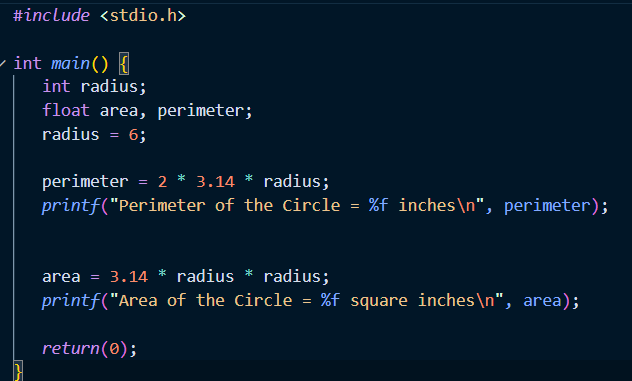 #include <stdio.h>
int main() {
int radius;
float area, perimeter;
radius = 6;
perimeter = 2 * 3.14 * radius;
printf("Perimeter of the Circle = %f inches\n", perimeter);
area = 3.14 * radius * radius;
printf("Area of the Circle = %f square inches\n", area);
return(0);
}